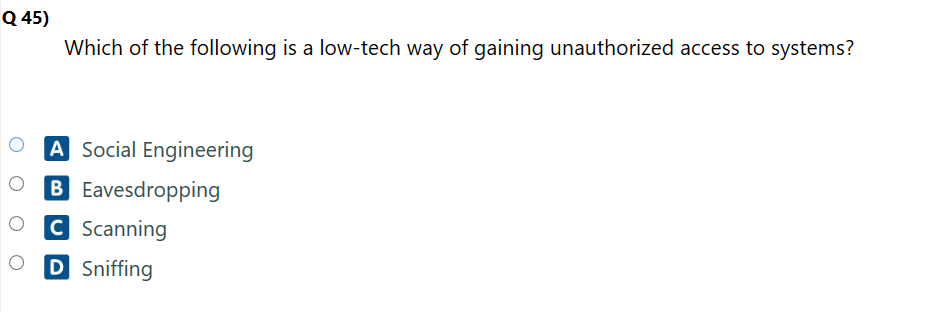 Q 45)
Which of the following is a low-tech way of gaining unauthorized access to systems?
A Social Engineering
B Eavesdropping
C Scanning
D Sniffing